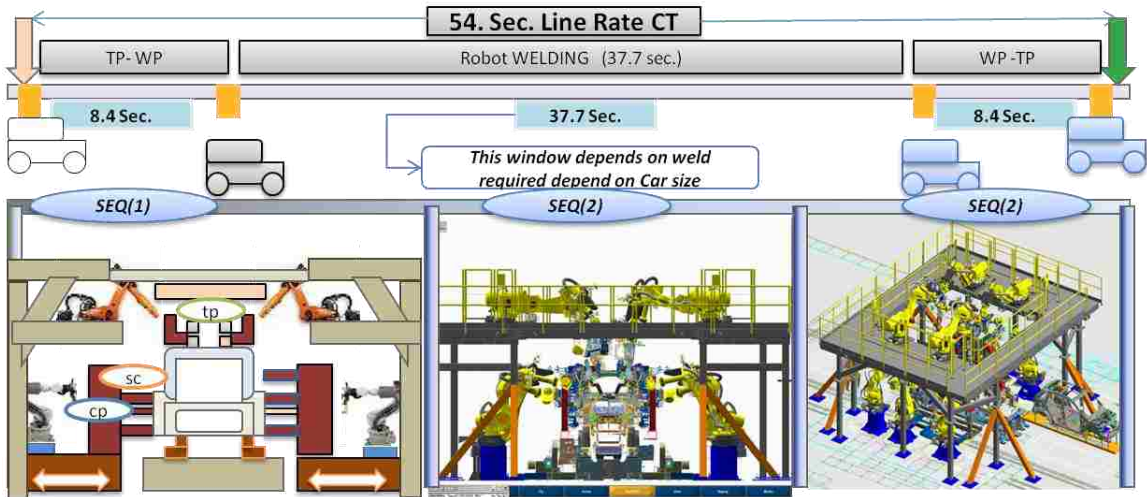 54. Sec. Line Rate CT
TP- WP
Robot WELDING (37.7 sec.)
WP -TP
8.4 Sec.
37.7 Sec.
8.4 Sec.
This window depends on weld
required depend on Car size
SEQ(1)
SEQ(2)
SEQ(2)
tp
sc
cp